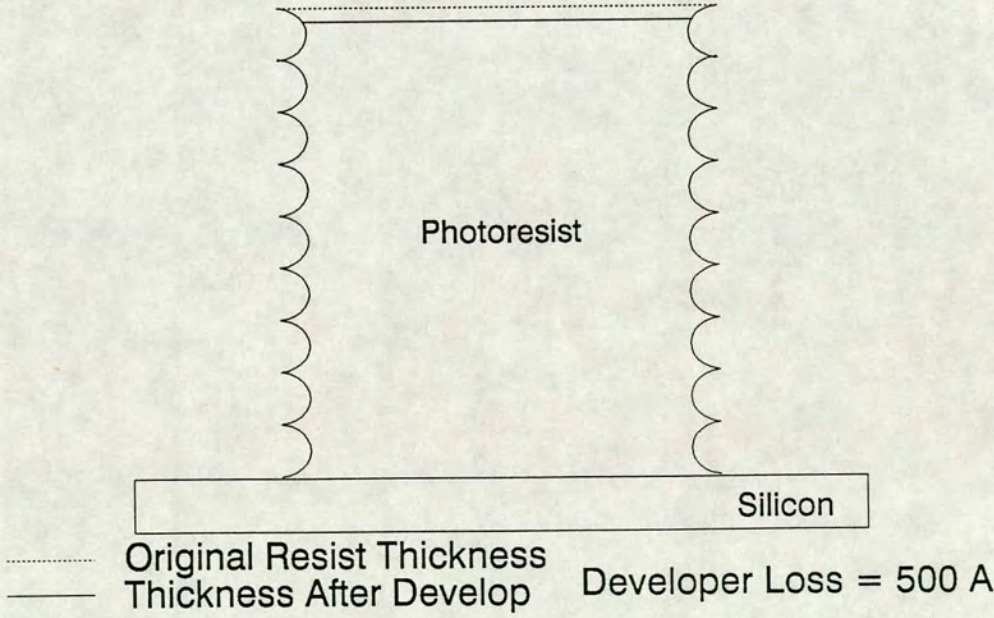 Photoresist
Silicon
Original Resist Thickness
Thickness After Develop
Developer Loss = 500 A